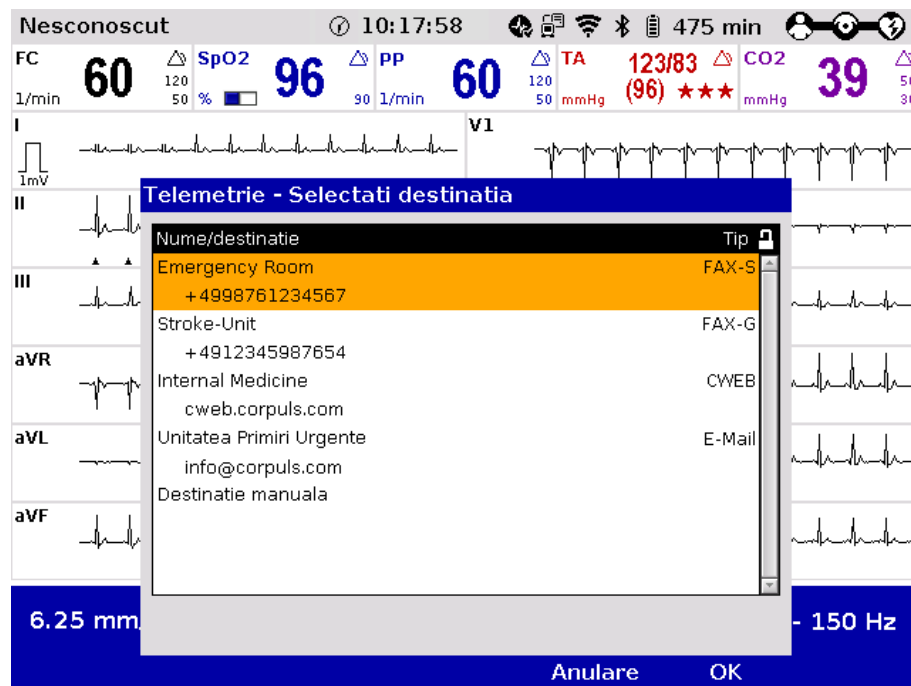 Nesconoscut 10:17:58 475 min
FC 60 120 50 1/min
SpO2 96 90 %
PP 60 120 50 1/min
TA 123/83 (96) ★★★ mmHg
CO2 39 mmHg
I V1
1mV
II
III
aVR
aVL
aVF
Telemetrie - Selectati destinatia
Nume/destinatie Tip
Emergency Room FAX-S
+4998761234567
Stroke-Unit FAX-G
+4912345987654
Internal Medicine CWEB
cweb.corpuls.com
Unitatea Primiri Urgente E-Mail
info@corpuls.com
Destinatie manuala
6.25 mm - 150 Hz
Anulare OK